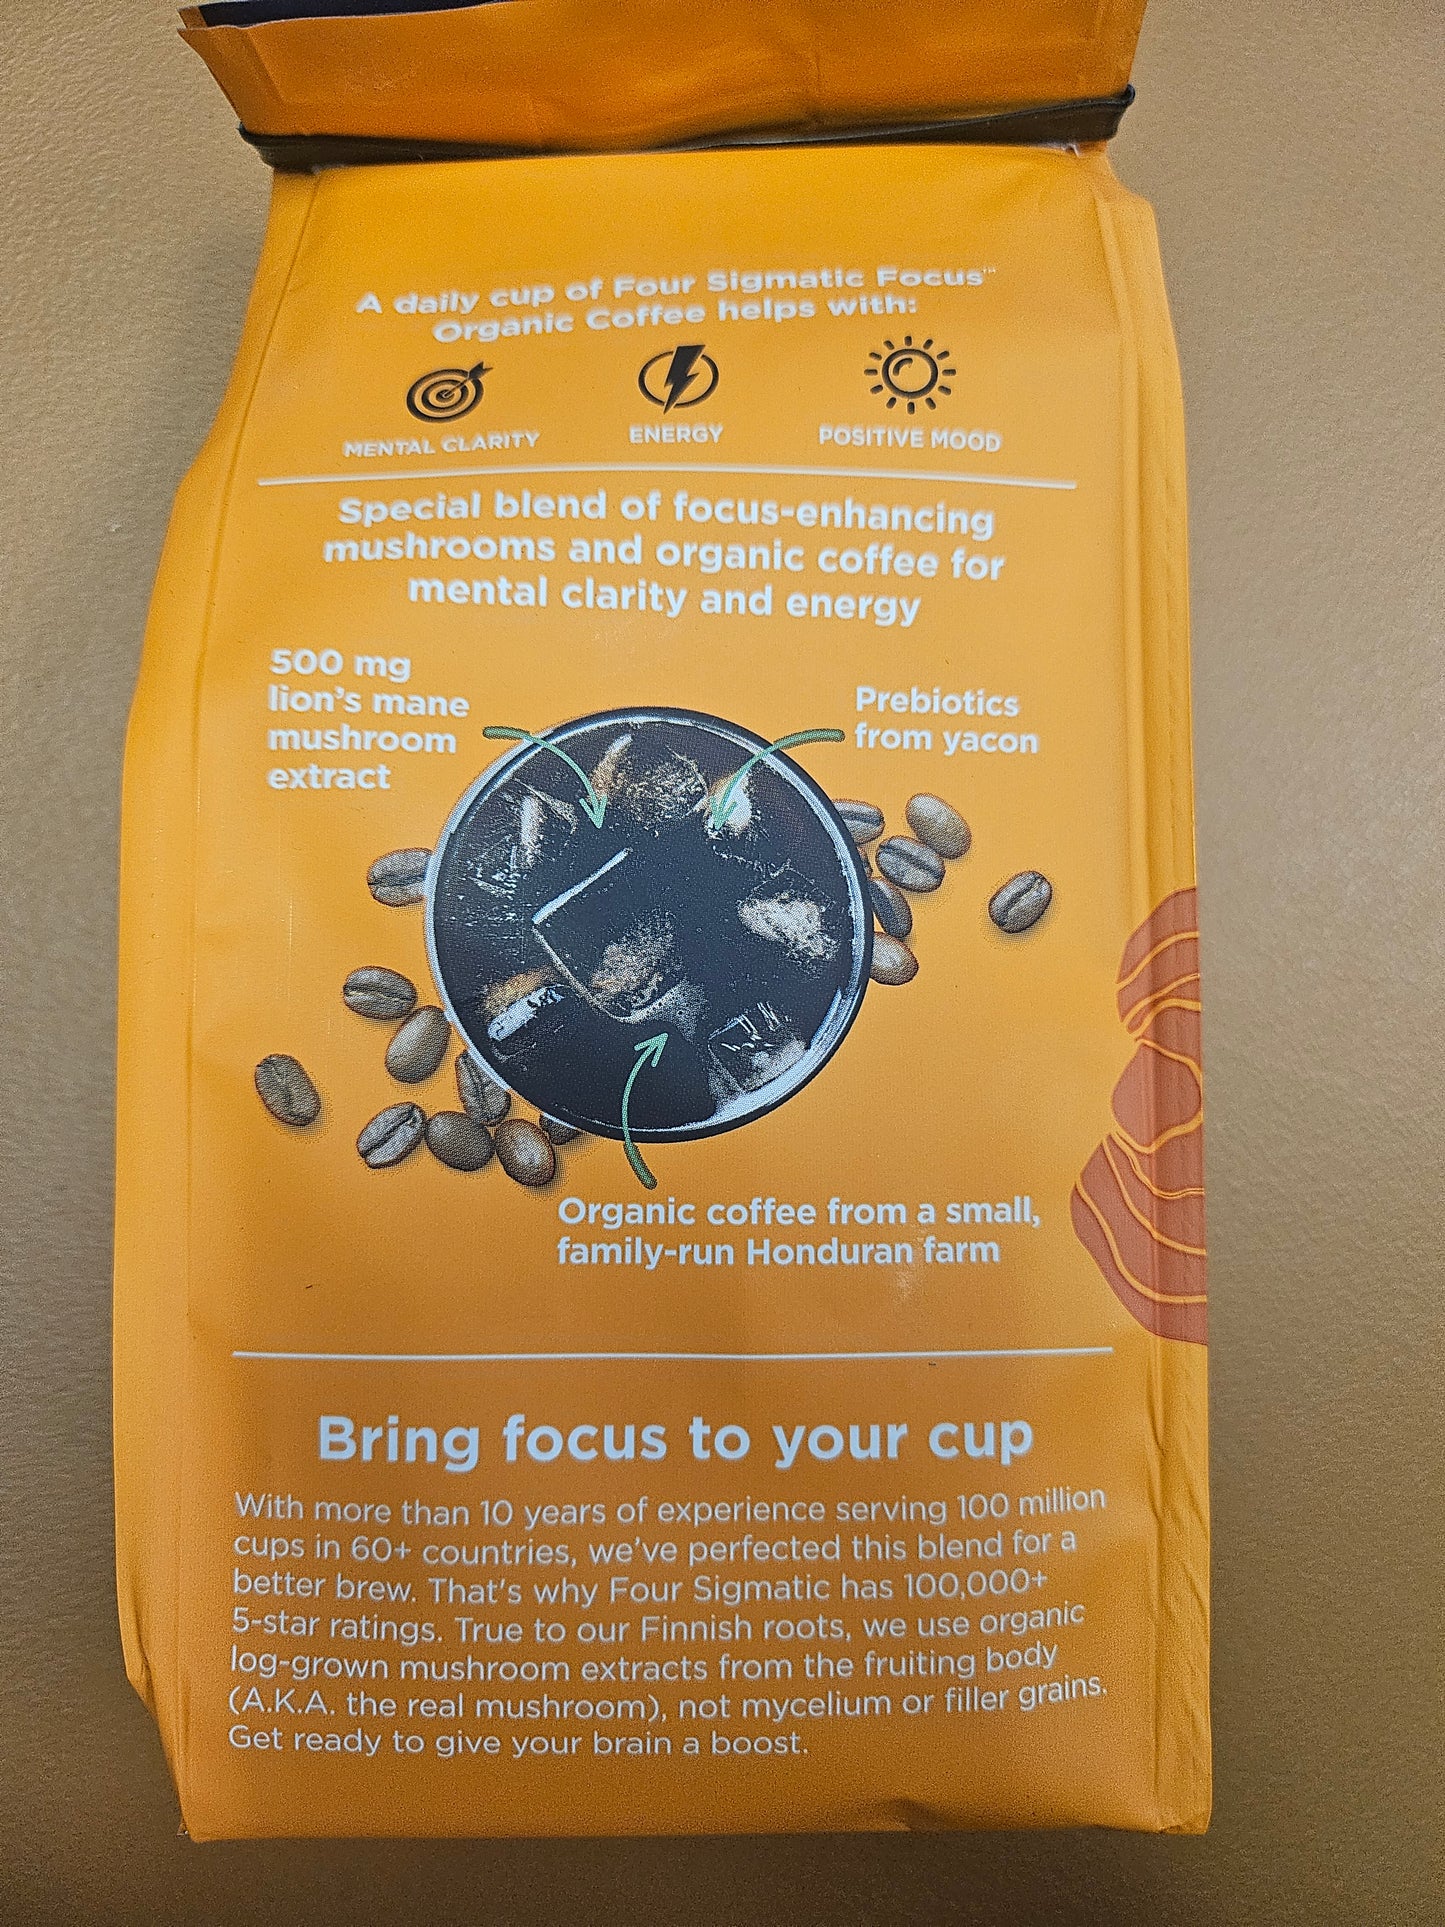 A daily cup of Four Sigmatic Focus™
Organic Coffee helps with:
MENTAL CLARITY
ENERGY
POSITIVE MOOD
Special blend of focus-enhancing
mushrooms and organic coffee for
mental clarity and energy
500 mg
lion's mane
mushroom
extract
Prebiotics
from yacon
Organic coffee from a small,
family-run Honduran farm
Bring focus to your cup
With more than 10 years of experience serving 100 million
cups in 60+ countries, we've perfected this blend for a
better brew. That's why Four Sigmatic has 100,000+
5-star ratings. True to our Finnish roots, we use organic
log-grown mushroom extracts from the fruiting body
(A.K.A. the real mushroom), not mycelium or filler grains.
Get ready to give your brain a boost.